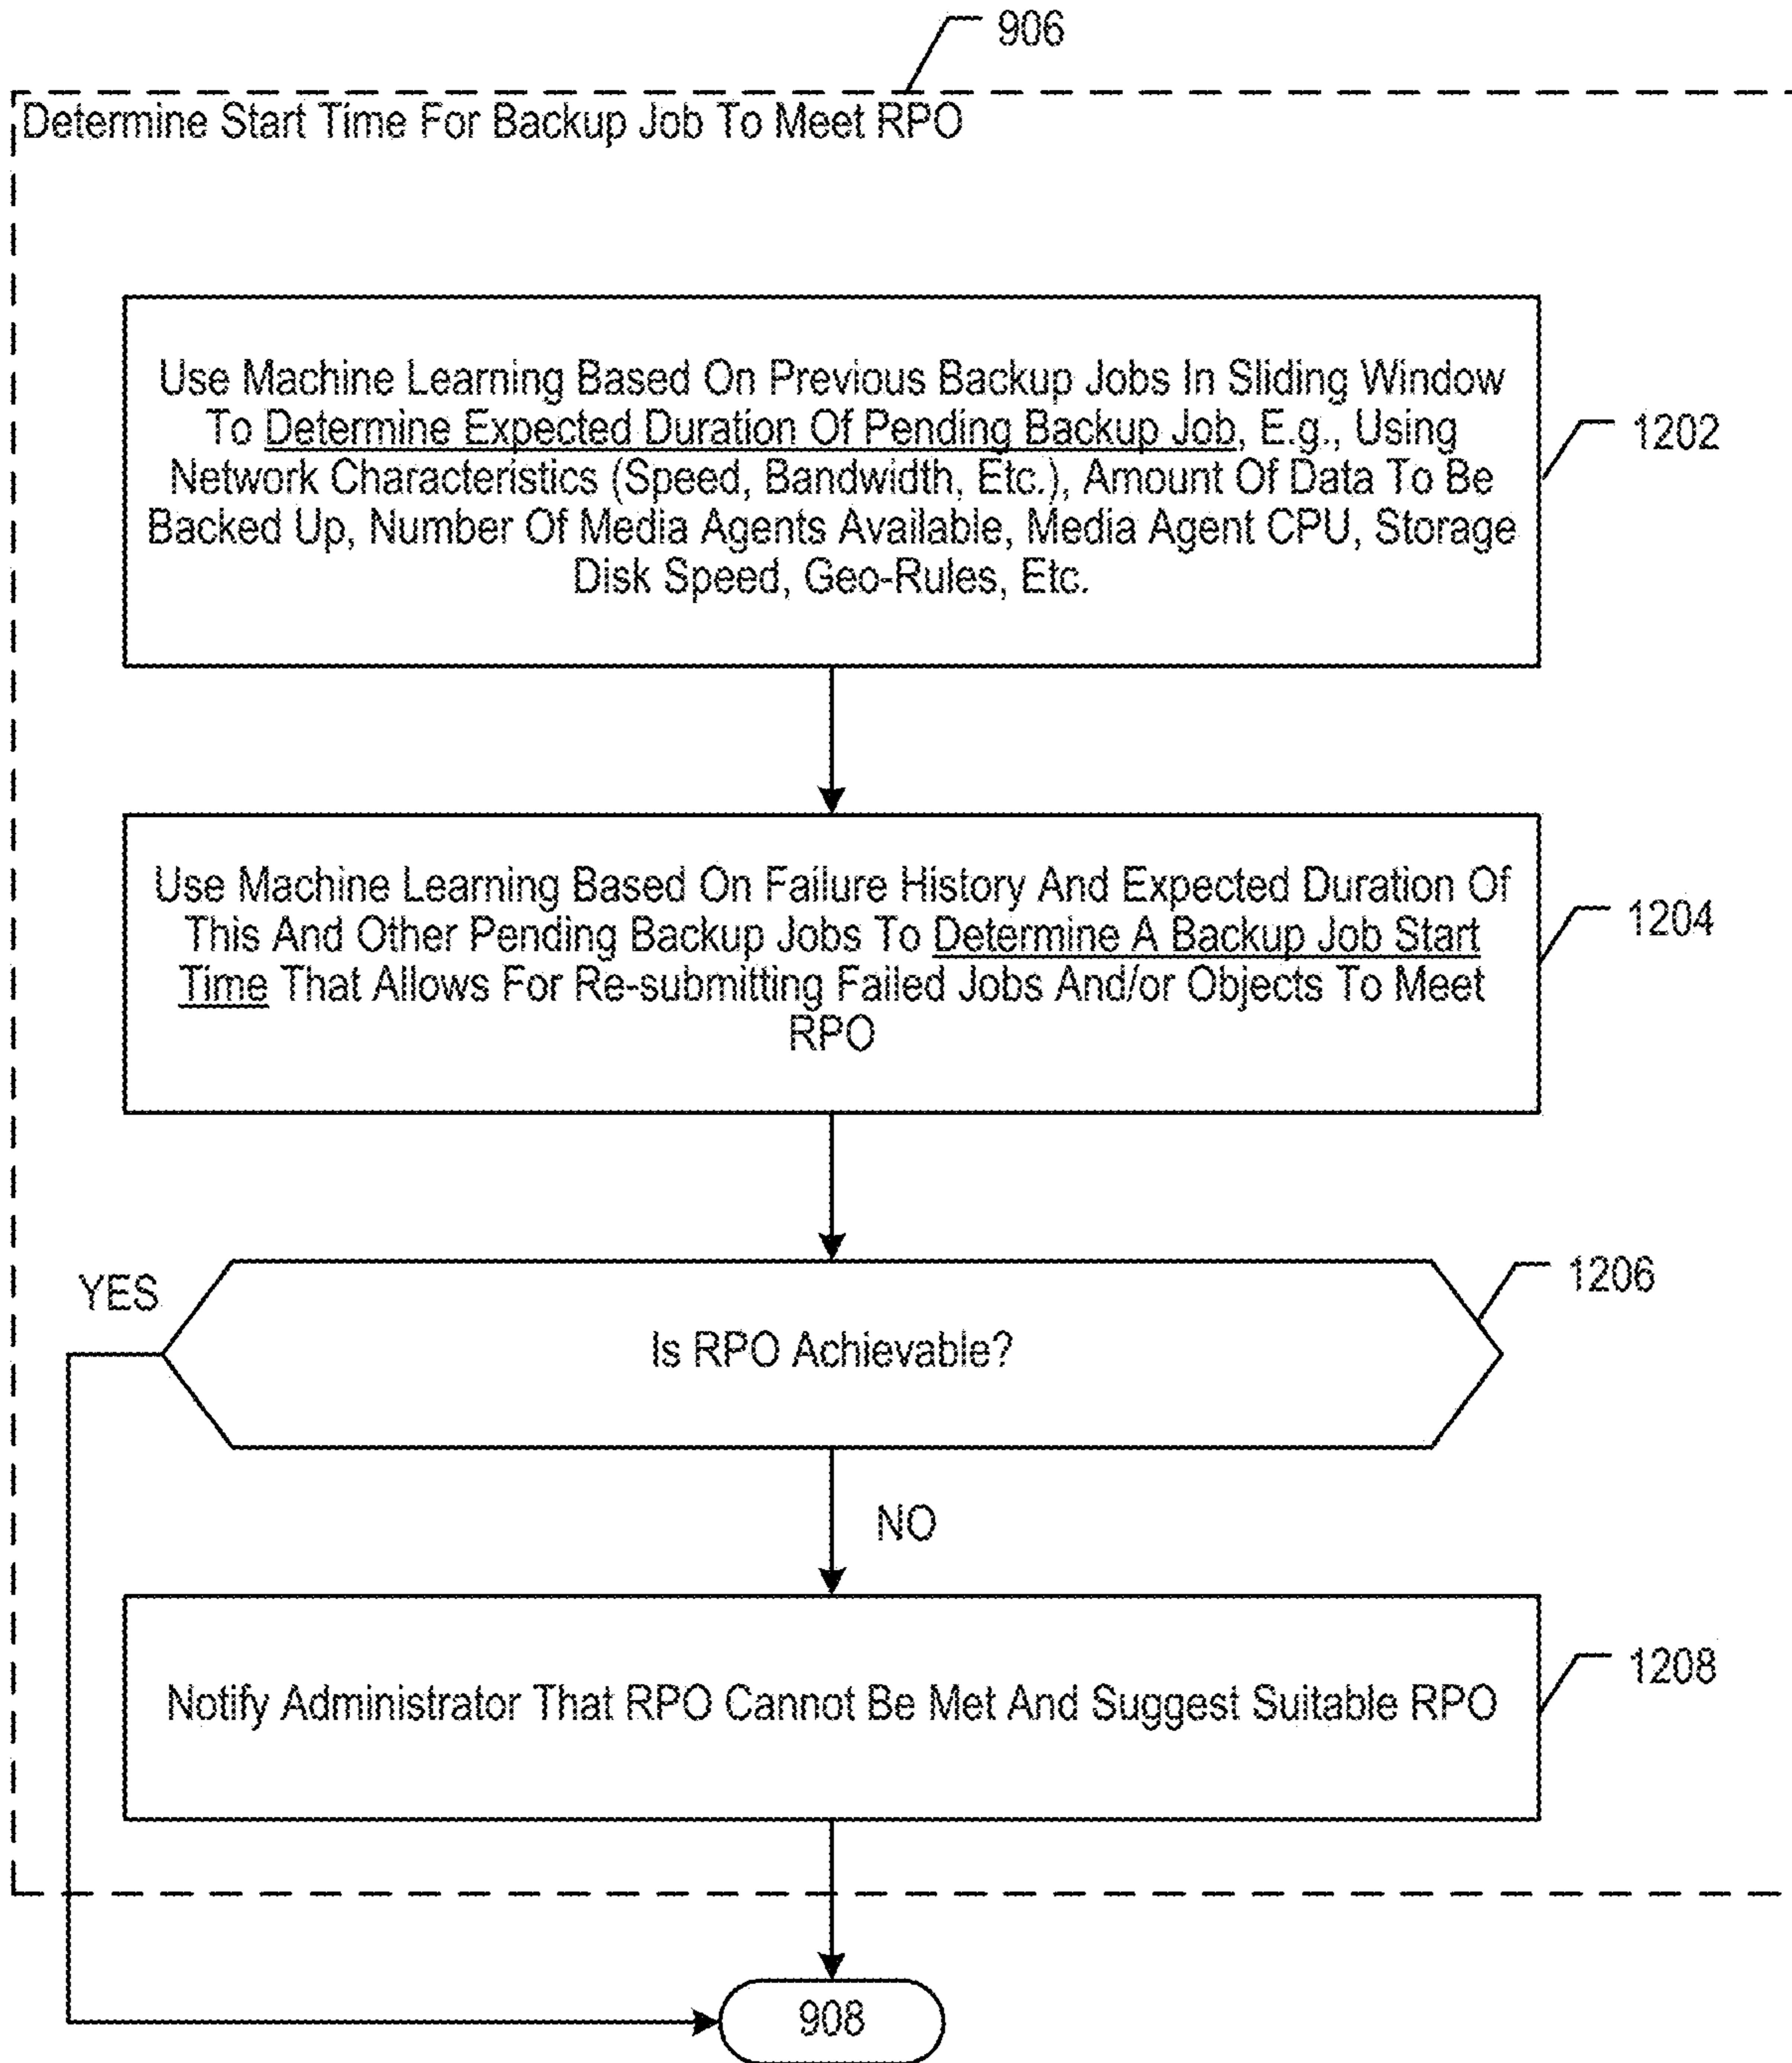 906
Determine Start Time For Backup Job To Meet RPO
Use Machine Learning Based On Previous Backup Jobs In Sliding Window
To Determine Expected Duration Of Pending Backup Job, E.g., Using
Network Characteristics (Speed, Bandwidth, Etc.), Amount Of Data To Be
Backed Up, Number Of Media Agents Available, Media Agent CPU, Storage
Disk Speed, Geo-Rules, Etc.
1202
Use Machine Learning Based On Failure History And Expected Duration Of
This And Other Pending Backup Jobs To Determine A Backup Job Start
Time That Allows For Re-submitting Failed Jobs And/or Objects To Meet
RPO
1204
YES
Is RPO Achievable?
1206
NO
Notify Administrator That RPO Cannot Be Met And Suggest Suitable RPO
1208
908